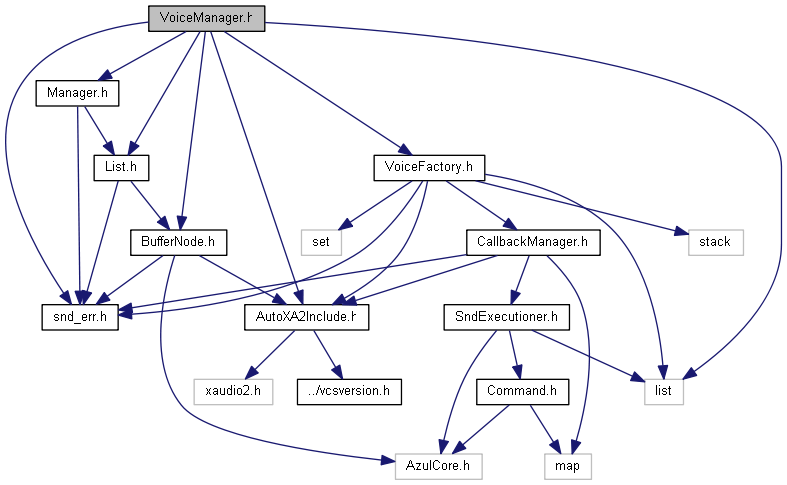 VoiceManager.h
Manager.h
List.h
VoiceFactory.h
BufferNode.h
set
CallbackManager.h
stack
snd_err.h
AutoXA2Include.h
SndExecutioner.h
xaudio2.h
../vcsversion.h
Command.h
list
AzulCore.h
map